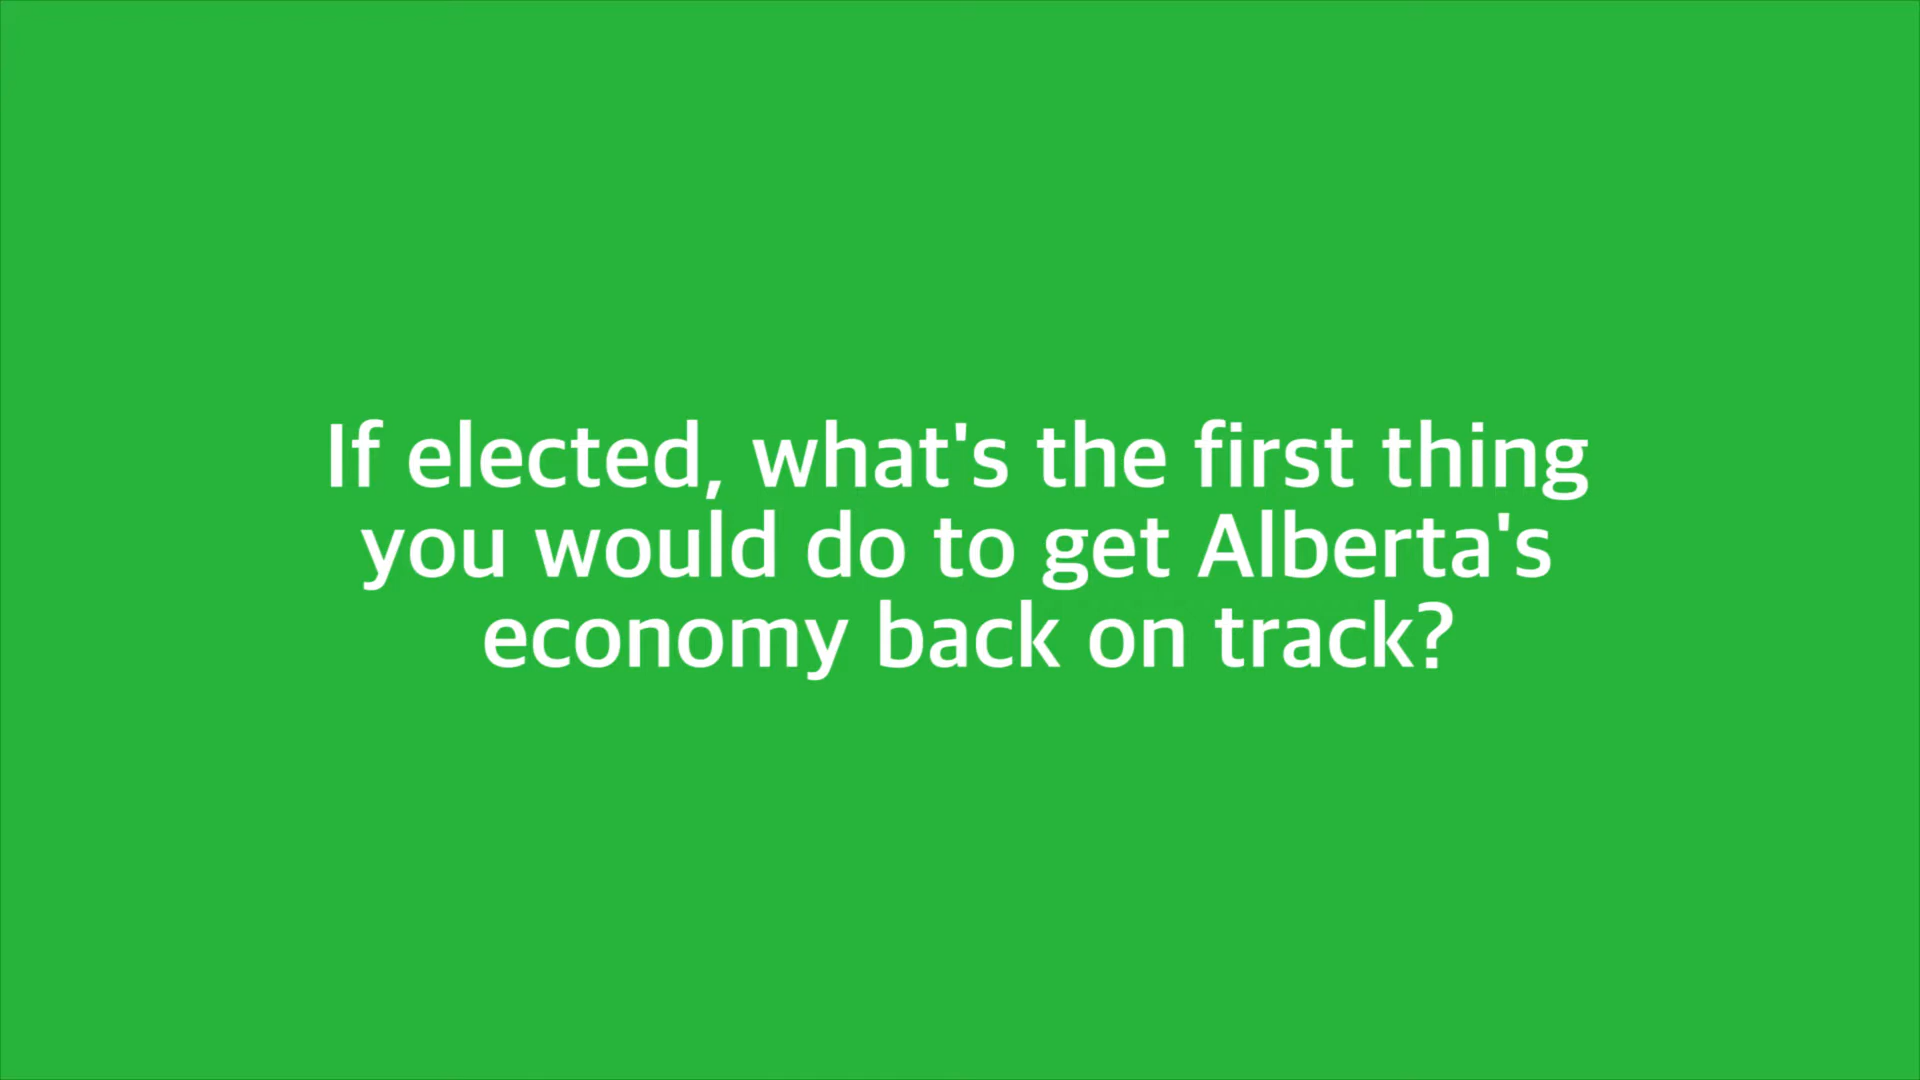 If elected, what's the first thing
you would do to get Alberta's
economy back on track?